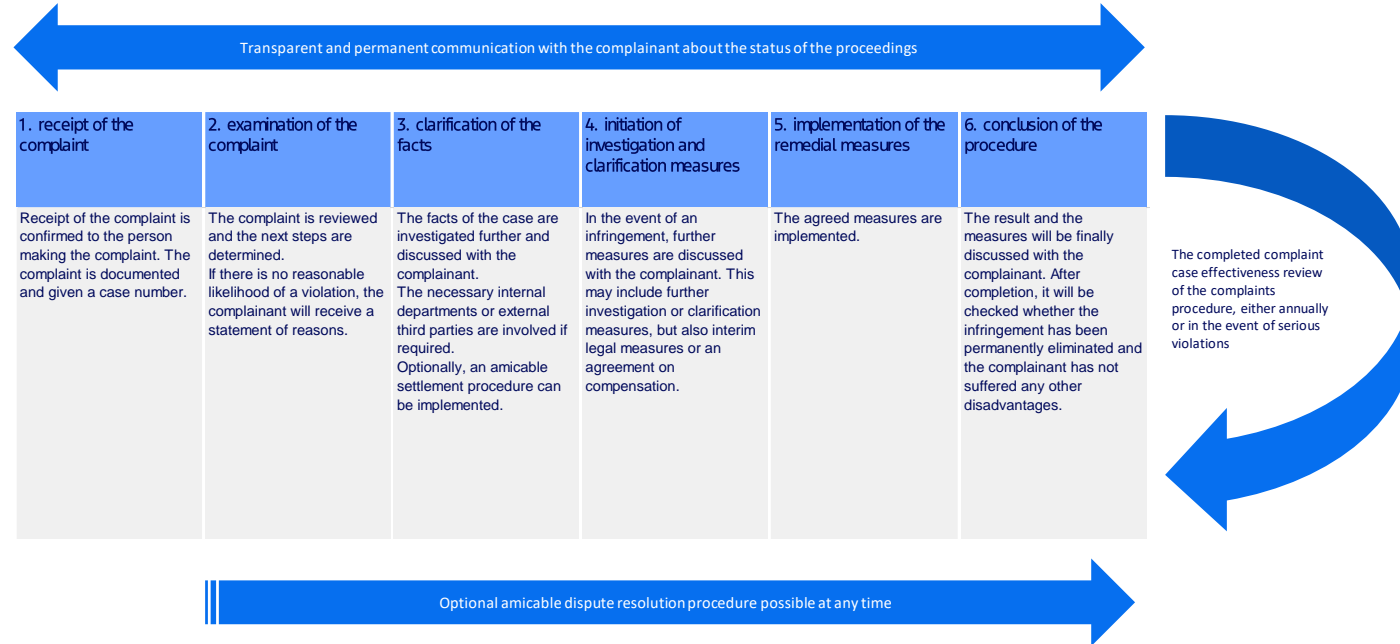 Transparent and permanent communication with the complainant about the status of the proceedings
1. receipt of the
complaint
2. examination of the
complaint
3. clarification of the
facts
4. initiation of
investigation and
clarification measures
5. implementation of the
remedial measures
6. conclusion of the
procedure
Receipt of the complaint is
confirmed to the person
making the complaint. The
complaint is documented
and given a case number.
The complaint is reviewed
and the next steps are
determined.
If there is no reasonable
likelihood of a violation, the
complainant will receive a
statement of reasons.
The facts of the case are
investigated further and
discussed with the
complainant.
The necessary internal
departments or external
third parties are involved if
required.
Optionally, an amicable
settlement procedure can
be implemented.
In the event of an
infringement, further
measures are discussed
with the complainant. This
may include further
investigation or clarification
measures, but also interim
legal measures or an
agreement on
compensation.
The agreed measures are
implemented.
The result and the
measures will be finally
discussed with the
complainant. After
completion, it will be
checked whether the
infringement has been
permanently eliminated and
the complainant has not
suffered any other
disadvantages.
The completed complaint
case effectiveness review
of the complaints
procedure, either annually
or in the event of serious
violations
Optional amicable dispute resolution procedure possible at any time